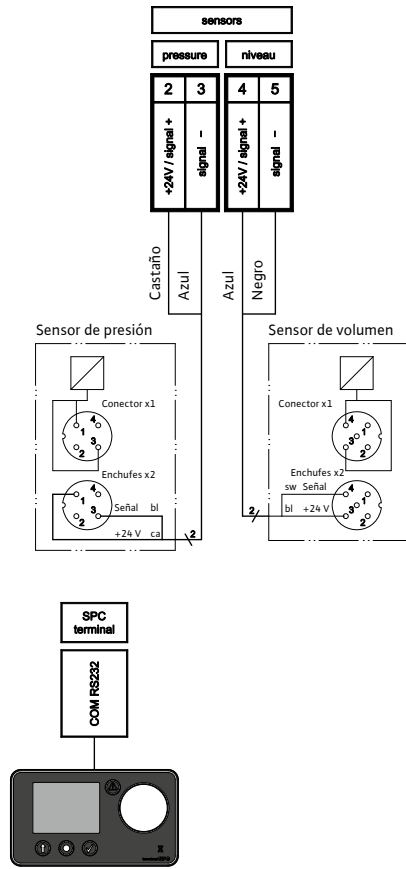 sensors
pressure
niveau
2 3
4 5
+24V / signal +
signal –
+24V / signal +
signal –
Castaño
Azul
Azul
Negro
Sensor de presión
Conector x1
4
1
3
2
Enchufes x2
4
1
3
2
Señal bl
+24 V ca
2
Sensor de volumen
Conector x1
4
1
3
2
Enchufes x2
sw Señal
bl +24 V
4
1
3
2
2
SPC
terminal
COM RS232